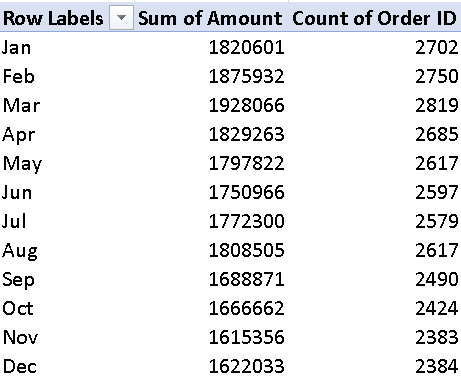 Row Labels Sum of Amount Count of Order ID
Jan 1820601 2702
Feb 1875932 2750
Mar 1928066 2819
Apr 1829263 2685
May 1797822 2617
Jun 1750966 2597
Jul 1772300 2579
Aug 1808505 2617
Sep 1688871 2490
Oct 1666662 2424
Nov 1615356 2383
Dec 1622033 2384